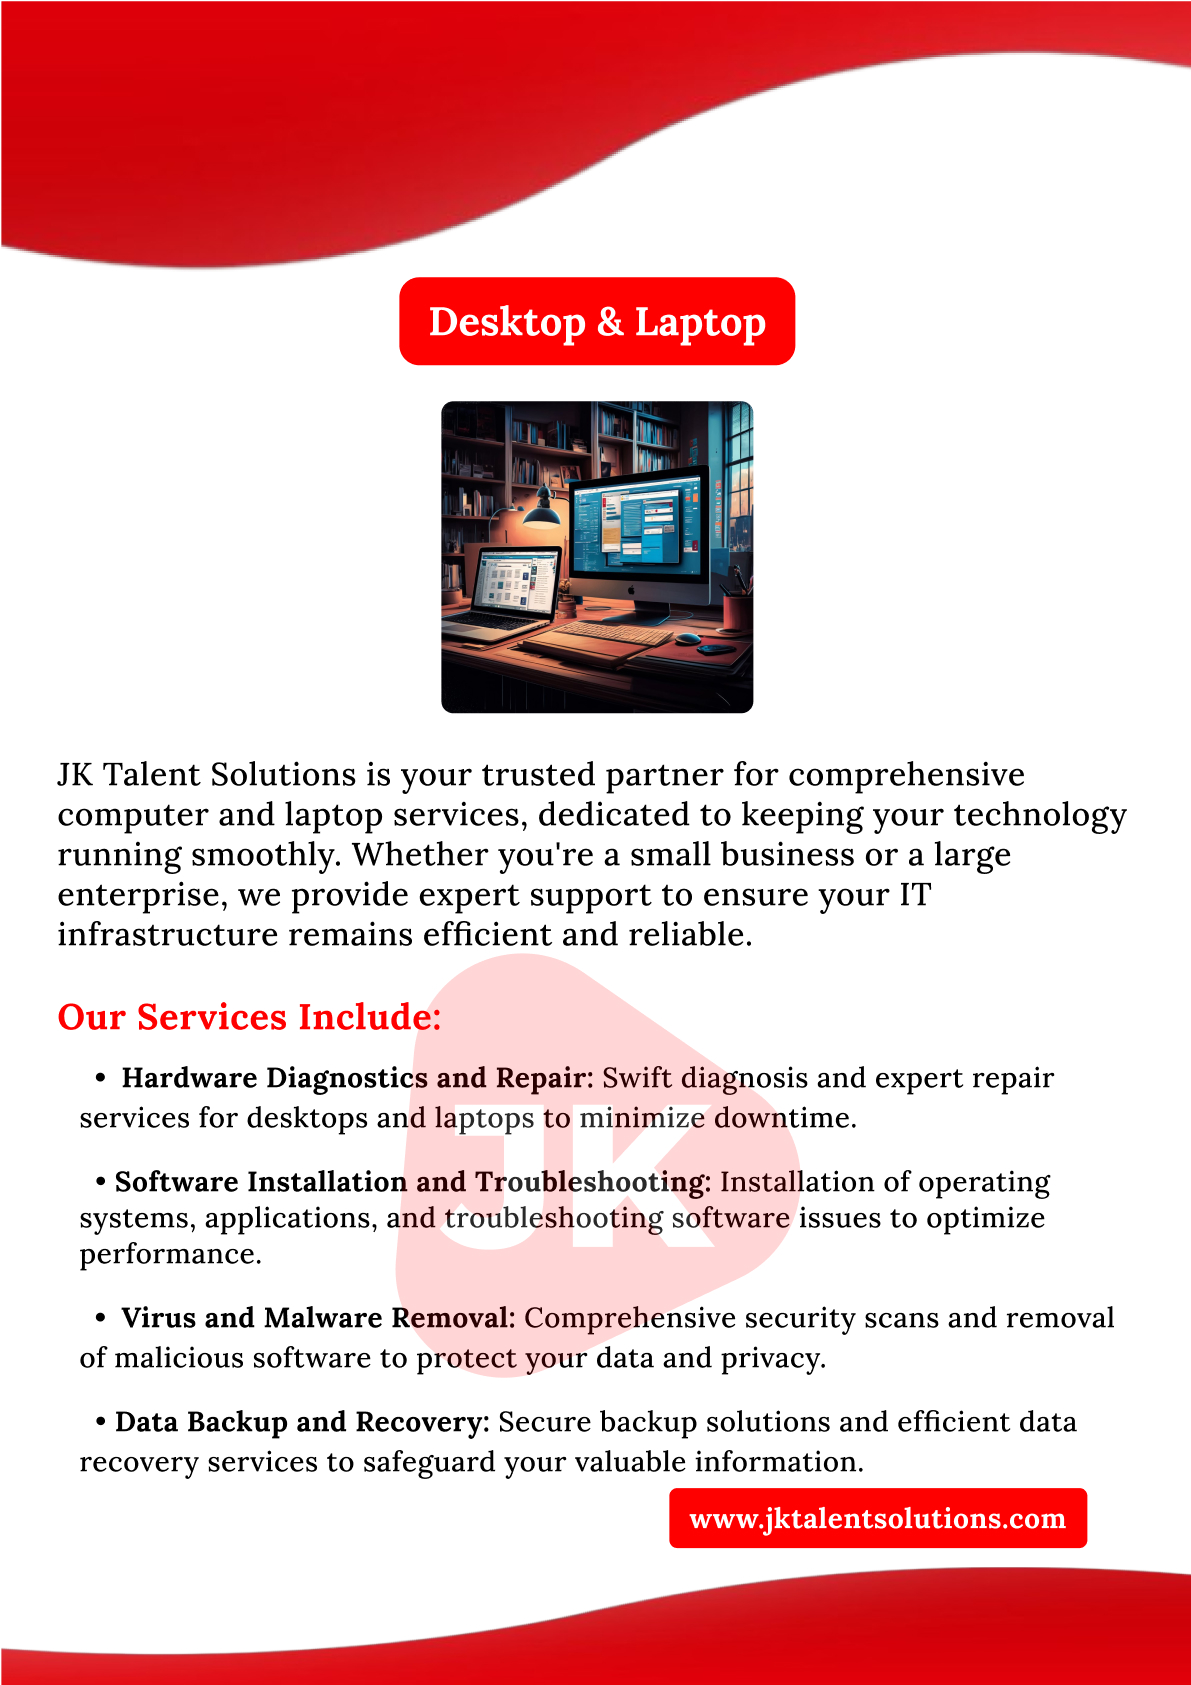 Desktop & Laptop
JK Talent Solutions is your trusted partner for comprehensive
computer and laptop services, dedicated to keeping your technology
running smoothly. Whether you're a small business or a large
enterprise, we provide expert support to ensure your IT
infrastructure remains efficient and reliable.
Our Services Include:
• Hardware Diagnostics and Repair: Swift diagnosis and expert repair
services for desktops and laptops to minimize downtime.
• Software Installation and Troubleshooting: Installation of operating
systems, applications, and troubleshooting software issues to optimize
performance.
• Virus and Malware Removal: Comprehensive security scans and removal
of malicious software to protect your data and privacy.
• Data Backup and Recovery: Secure backup solutions and efficient data
recovery services to safeguard your valuable information.
JK
www.jktalentsolutions.com